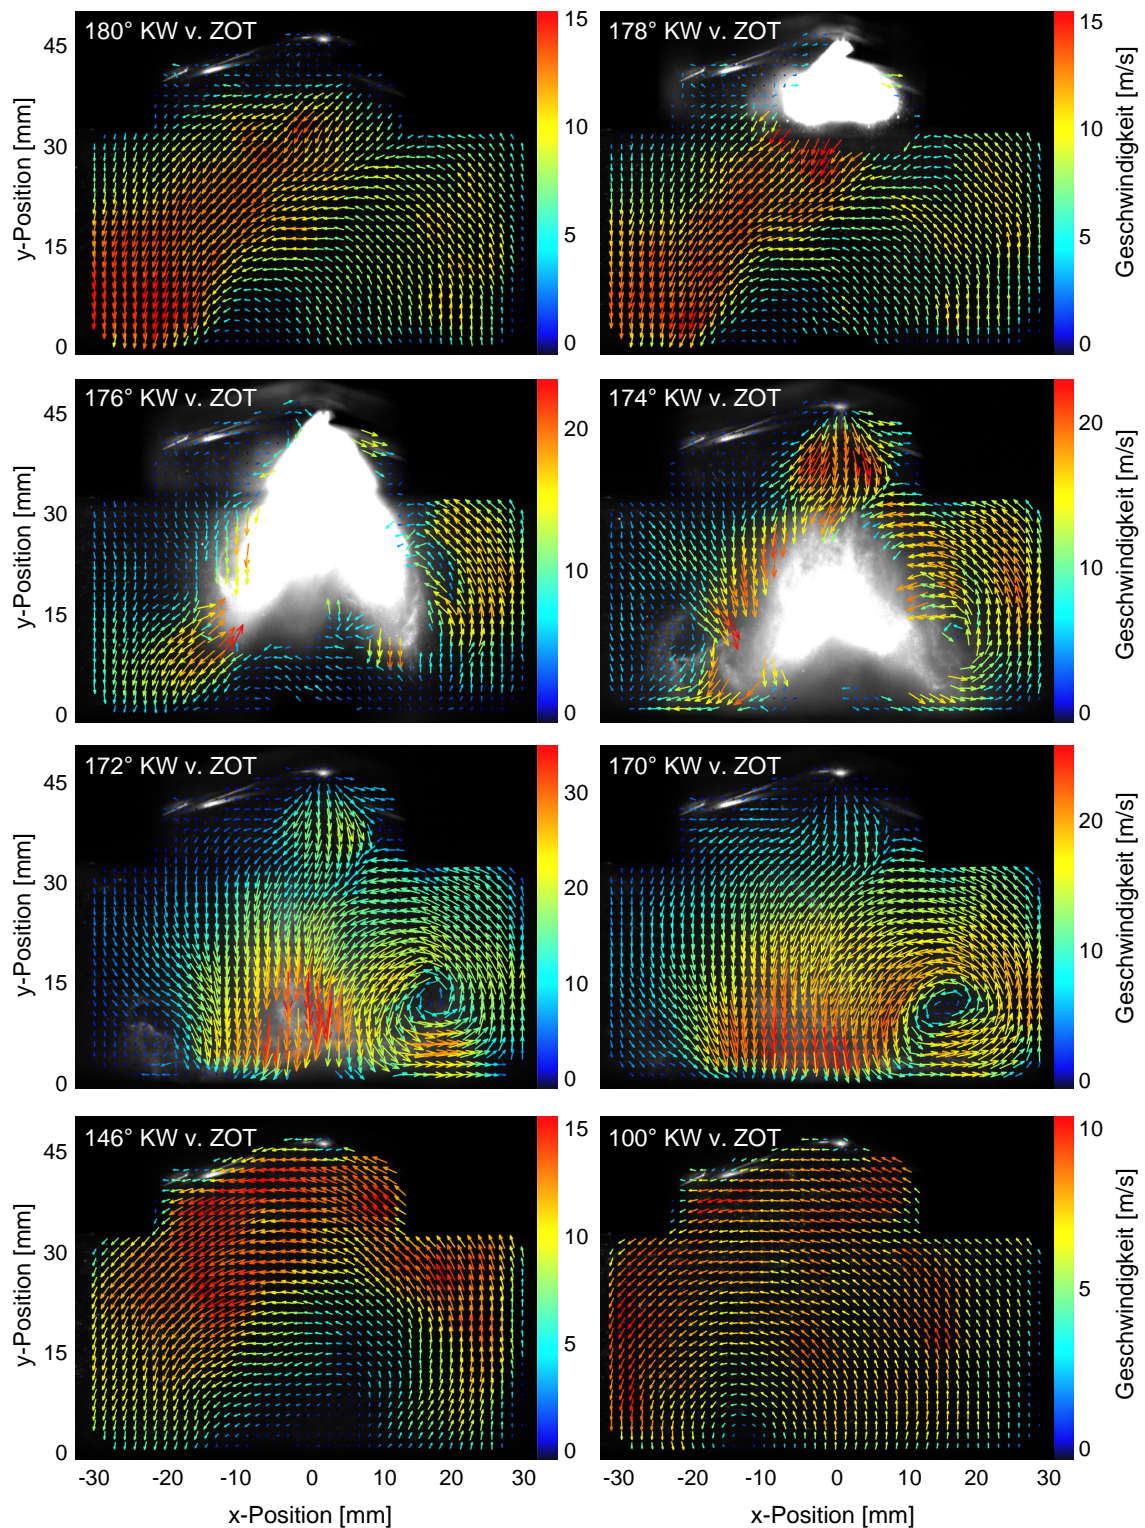 180° KW v. ZOT
178° KW v. ZOT
45
30
15
0
y-Position [mm]
15
10
5
0
15
10
5
0
Geschwindigkeit [m/s]
176° KW v. ZOT
174° KW v. ZOT
45
30
15
0
y-Position [mm]
20
10
0
20
10
0
Geschwindigkeit [m/s]
172° KW v. ZOT
170° KW v. ZOT
45
30
15
0
y-Position [mm]
30
20
10
0
20
10
0
Geschwindigkeit [m/s]
146° KW v. ZOT
100° KW v. ZOT
45
30
15
0
y-Position [mm]
15
10
5
0
10
5
0
Geschwindigkeit [m/s]
-30 -20 -10 0 10 20 30
-30 -20 -10 0 10 20 30
x-Position [mm]
x-Position [mm]